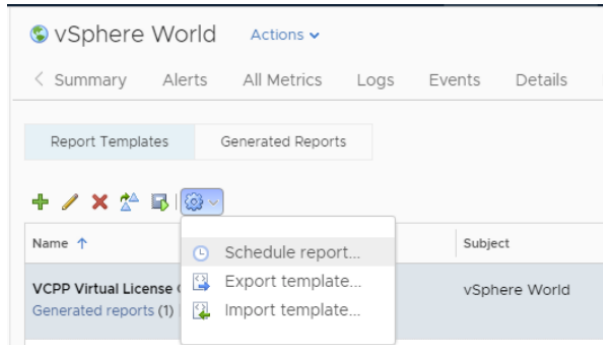 vSphere World Actions
Summary Alerts All Metrics Logs Events Details
Report Templates Generated Reports
Name Subject
Schedule report...
VCPP Virtual License vSphere World
Export template...
Generated reports (1)
Import template...